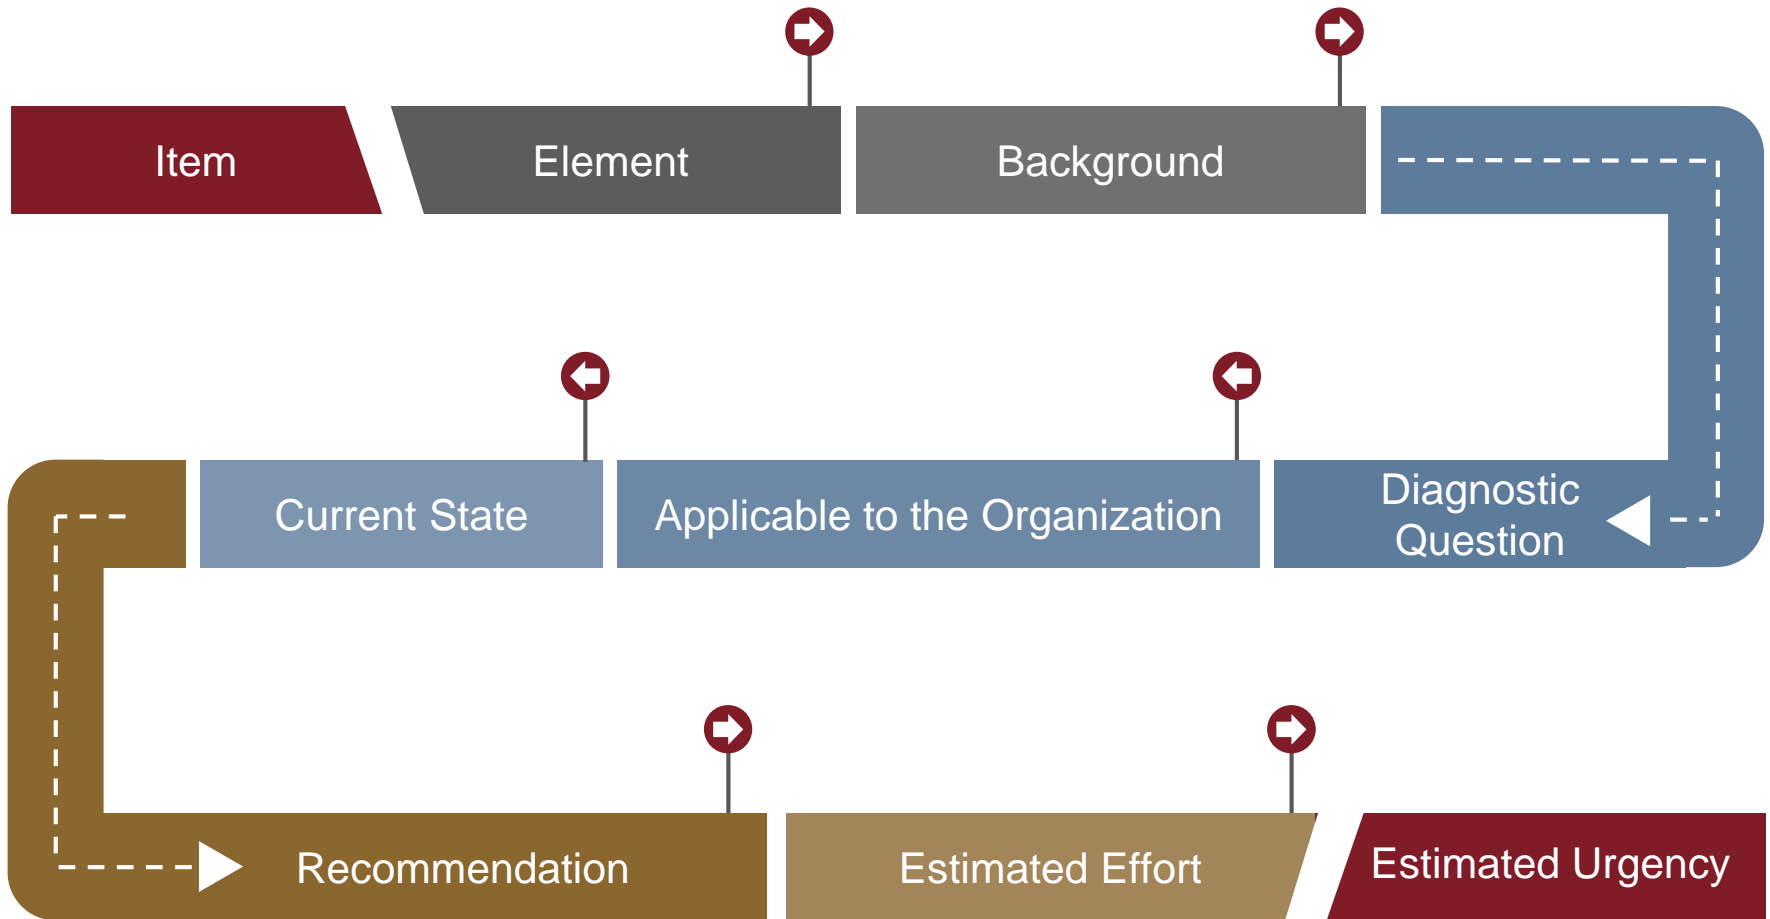 Item
Element
Background
Diagnostic
Question
Applicable to the Organization
Current State
Recommendation
Estimated Effort
Estimated Urgency